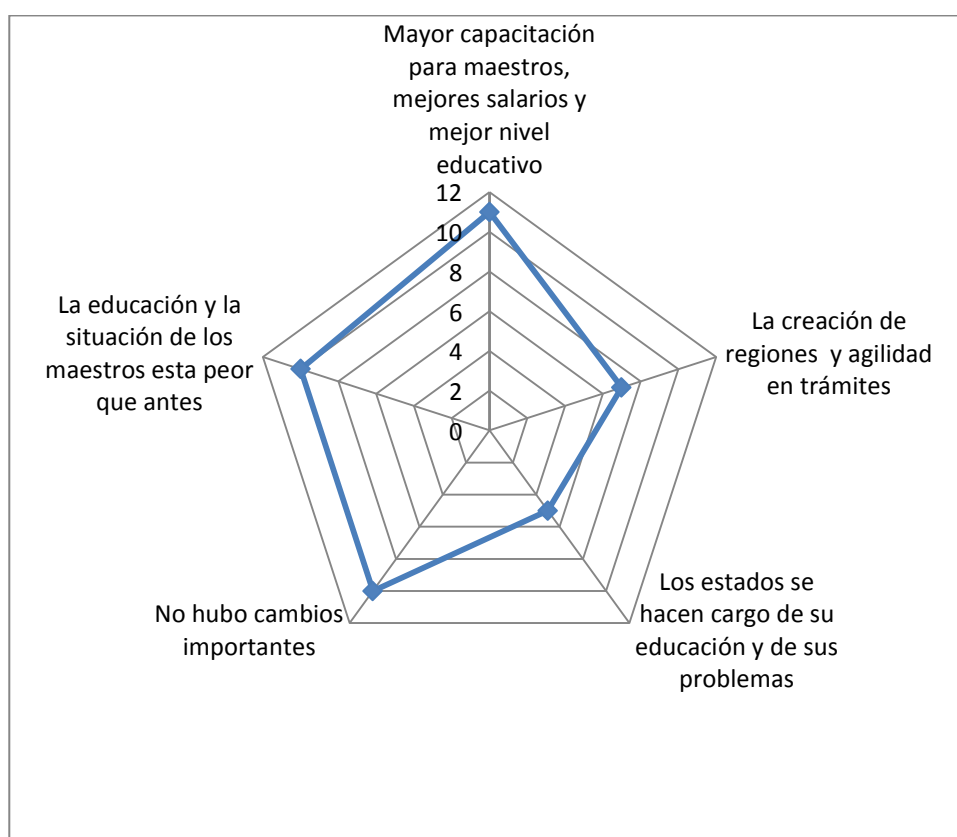 Mayor capacitación
para maestros,
mejores salarios y
mejor nivel
educativo
12
10
8
6
4
2
0
La creación de
regiones y agilidad
en trámites
Los estados se
hacen cargo de su
educación y de sus
problemas
No hubo cambios
importantes
La educación y la
situación de los
maestros esta peor
que antes